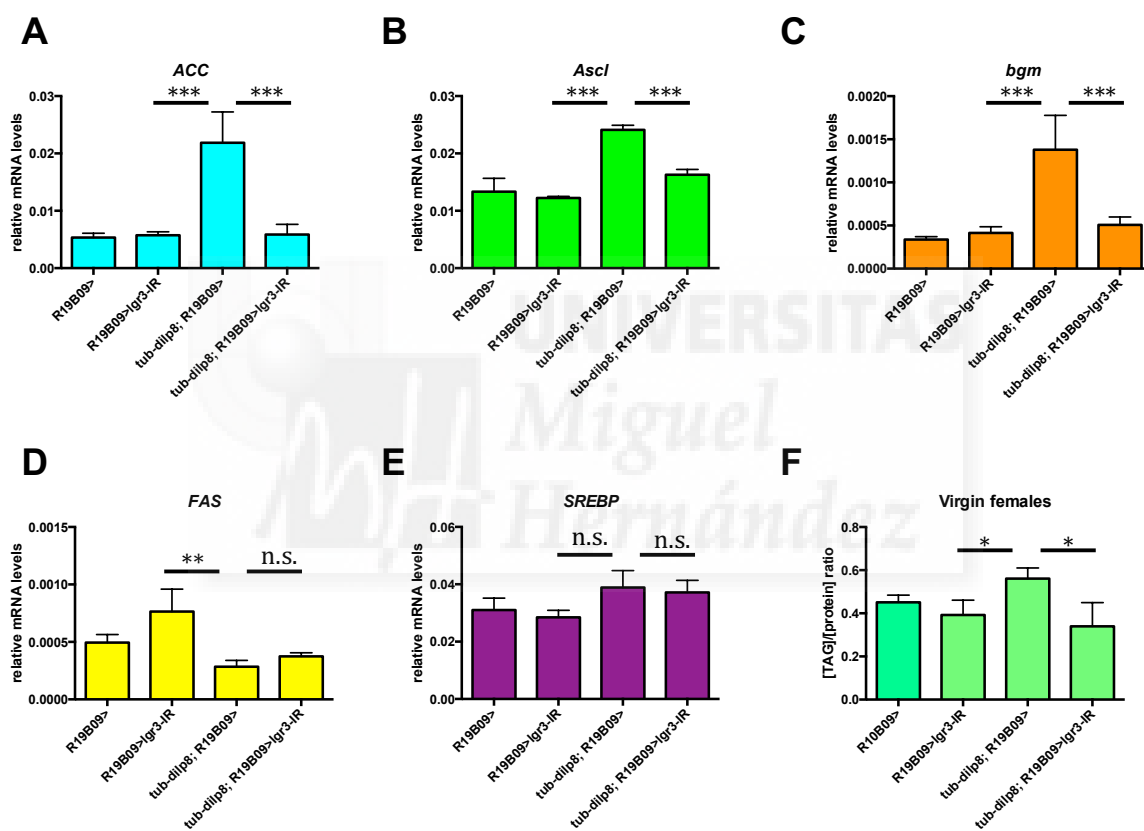 A
ACC
*** ***
relative mRNA levels
0.03
0.02
0.01
0.00
R19B09>
R19B09>lgr3-IR
tub-dilp8; R19B09>
tub-dilp8; R19B09>lgr3-IR
B
Ascl
*** ***
relative mRNA levels
0.03
0.02
0.01
0.00
R19B09>
R19B09>lgr3-IR
tub-dilp8; R19B09>
tub-dilp8; R19B09>lgr3-IR
C
bgm
*** ***
relative mRNA levels
0.0020
0.0015
0.0010
0.0005
0.0000
R19B09>
R19B09>lgr3-IR
tub-dilp8; R19B09>
tub-dilp8; R19B09>lgr3-IR
UNIVERSITAS
Miguel
Hernández
D
FAS
** n.s.
relative mRNA levels
0.0015
0.0010
0.0005
0.0000
R19B09>
R19B09>lgr3-IR
tub-dilp8; R19B09>
tub-dilp8; R19B09>lgr3-IR
E
SREBP
n.s. n.s.
relative mRNA levels
0.06
0.04
0.02
0.00
R19B09>
R19B09>lgr3-IR
tub-dilp8; R19B09>
tub-dilp8; R19B09>lgr3-IR
F
Virgin females
* *
[TAG]/[protein] ratio
0.8
0.6
0.4
0.2
0.0
R10B09>
R19B09>lgr3-IR
tub-dilp8; R19B09>
tub-dilp8; R19B09>lgr3-IR